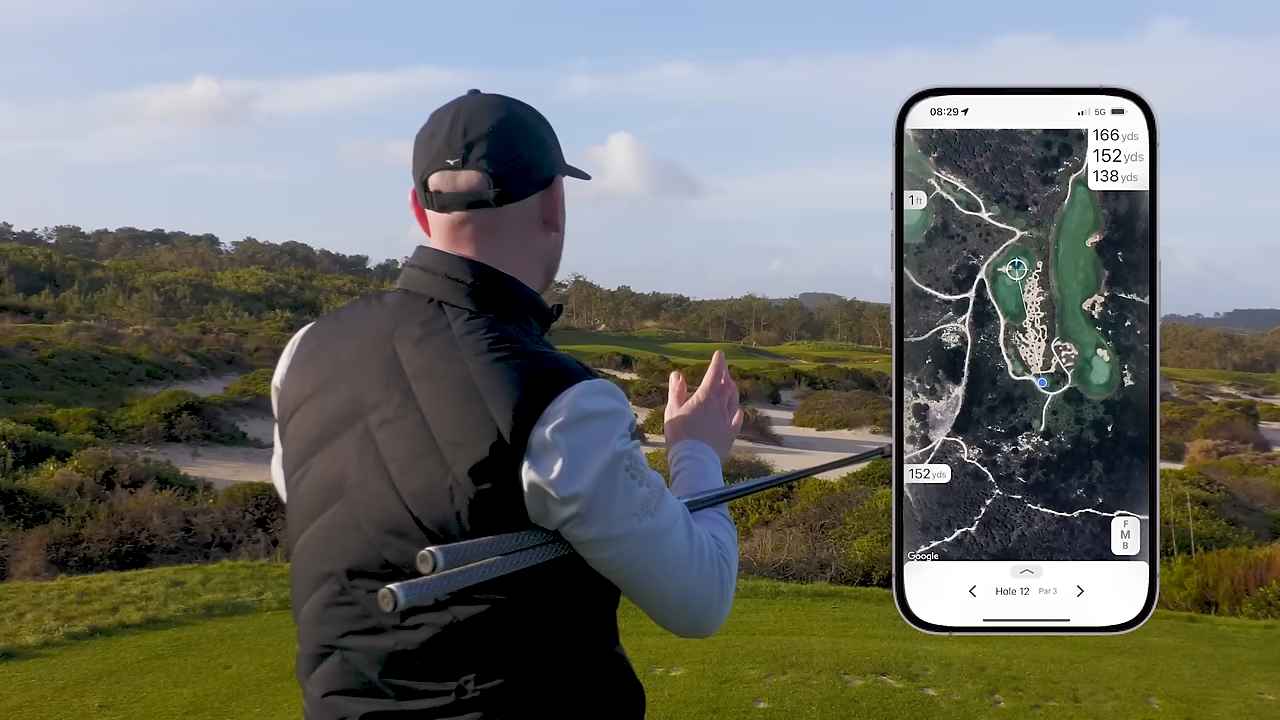 08:29 5G
166 yds
152 yds
138 yds
1 ft
152 yds
F
M
B
Google
Hole 12 Par 3